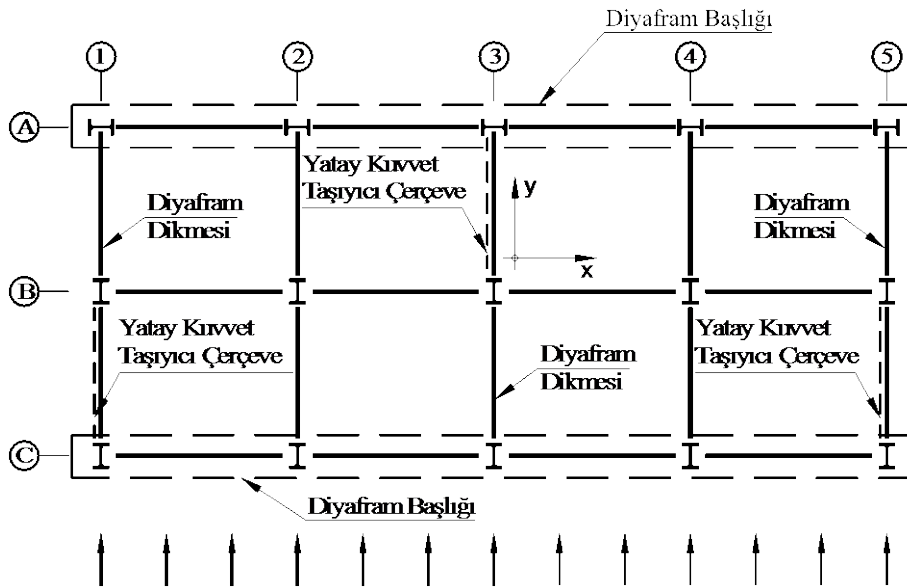 Diyafram Başlığı
1 2 3 4 5
A
Yatay Kuvvet
Taşıyıcı Çerçeve
y
x
Diyafram
Dikmesi
Diyafram
Dikmesi
B
Yatay Kuvvet
Taşıyıcı Çerçeve
Diyafram
Dikmesi
Yatay Kuvvet
Taşıyıcı Çerçeve
C
Diyafram Başlığı